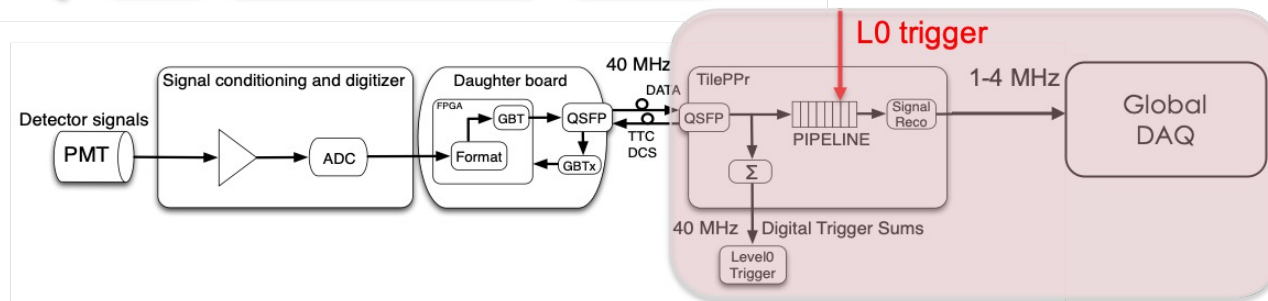 L0 trigger
Signal conditioning and digitizer
Daughter board
40 MHz
TilePPr
1-4 MHz
Detector signals
PMT
ADC
FPGA
GBT
Format
QSFP
GBTx
DATA
TTC
DCS
QSFP
PIPELINE
Signal
Reco
Global
DAQ
Σ
40 MHz
Digital Trigger Sums
Level0
Trigger